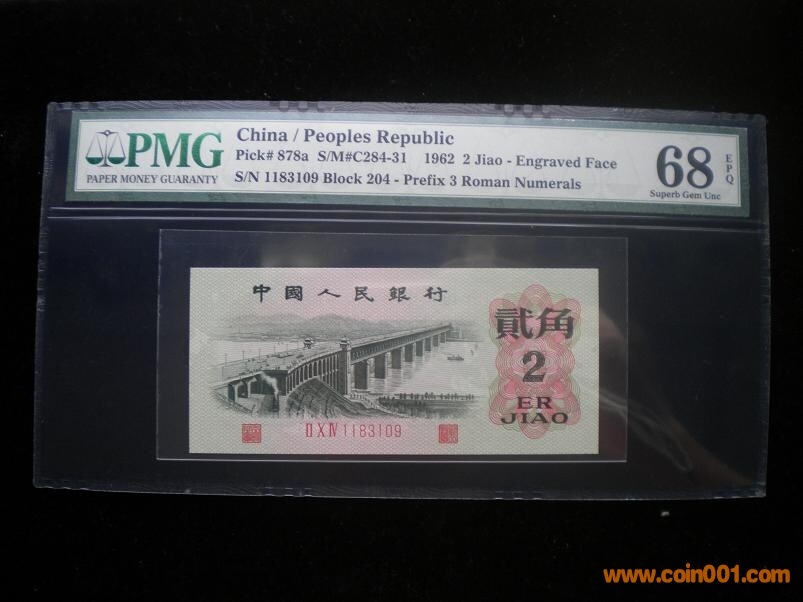 PMG
PAPER MONEY GUARANTY
China / Peoples Republic
Pick# 878a S/M#C284-31 1962 2 Jiao - Engraved Face
S/N 1183109 Block 204 - Prefix 3 Roman Numerals
68
EPQ
Superb Gem Unc
中國人民銀行
貳角
2
ER
JIAO
II X IV 1183109
www.coin001.com